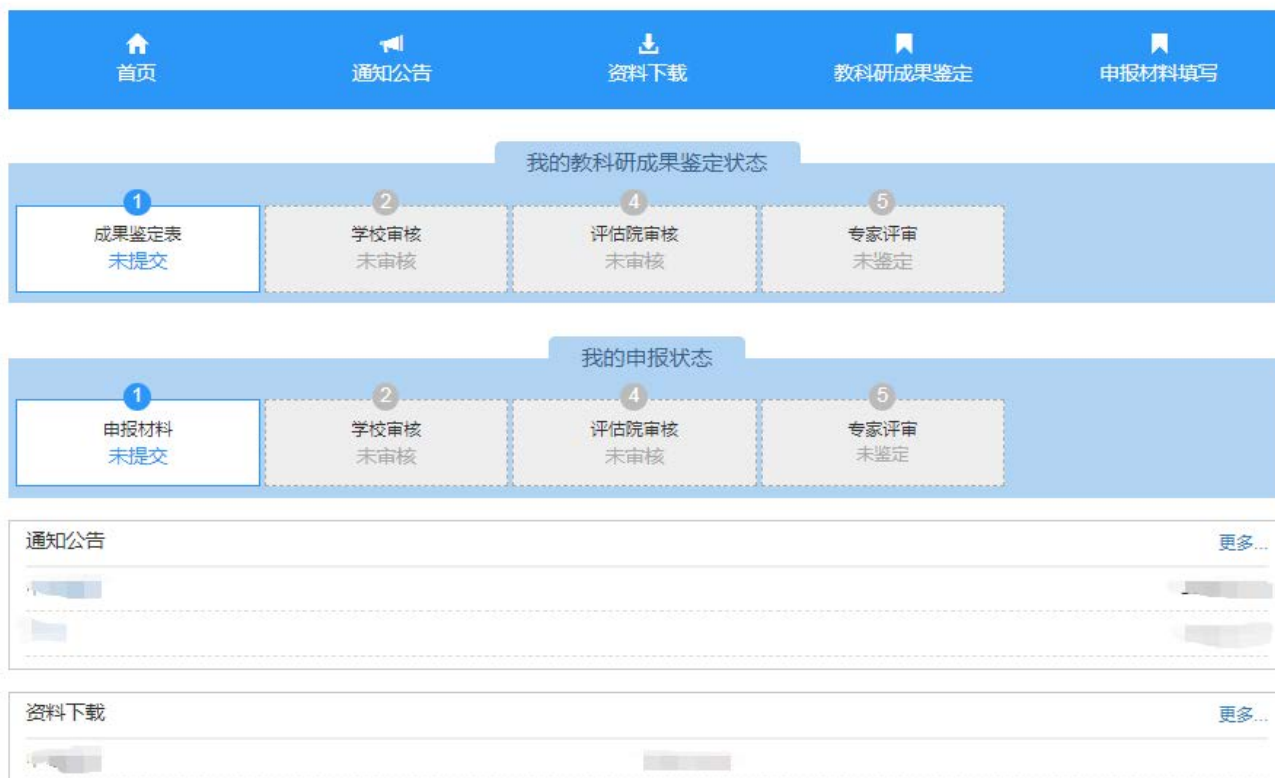 首页 通知公告 资料下载 教科研成果鉴定 申报材料填写
我的教科研成果鉴定状态
1 2 4 5
成果鉴定表 学校审核 评估院审核 专家评审
未提交 未审核 未审核 未鉴定
我的申报状态
1 2 4 5
申报材料 学校审核 评估院审核 专家评审
未提交 未审核 未审核 未鉴定
通知公告 更多...
资料下载 更多...